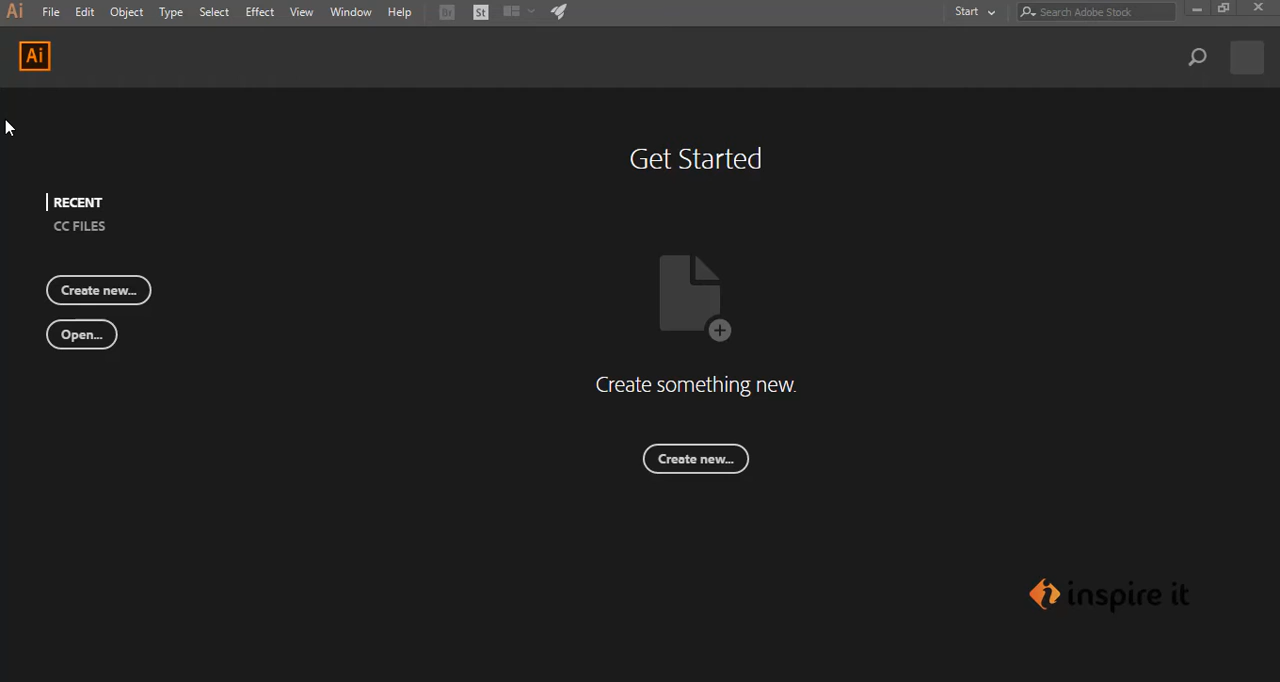 Ai File Edit Object Type Select Effect View Window Help Br St Start Search Adobe Stock
Ai
Get Started
RECENT
CC FILES
Create new...
Open...
Create something new.
Create new...
inspire it